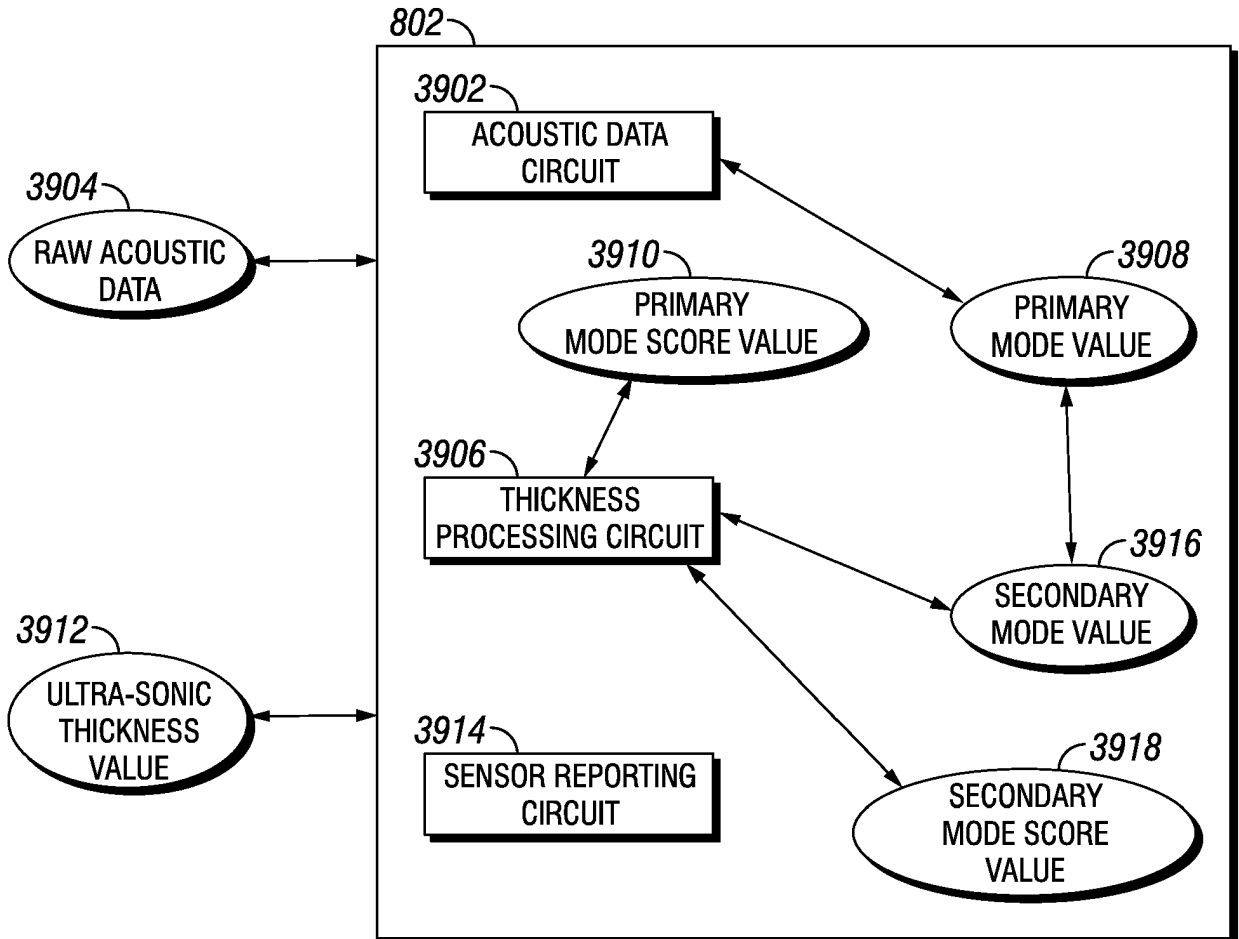 802
3902
ACOUSTIC DATA
CIRCUIT
3904
RAW ACOUSTIC
DATA
3910
PRIMARY
MODE SCORE VALUE
3908
PRIMARY
MODE VALUE
3906
THICKNESS
PROCESSING CIRCUIT
3916
SECONDARY
MODE VALUE
3912
ULTRA-SONIC
THICKNESS
VALUE
3914
SENSOR REPORTING
CIRCUIT
3918
SECONDARY
MODE SCORE
VALUE